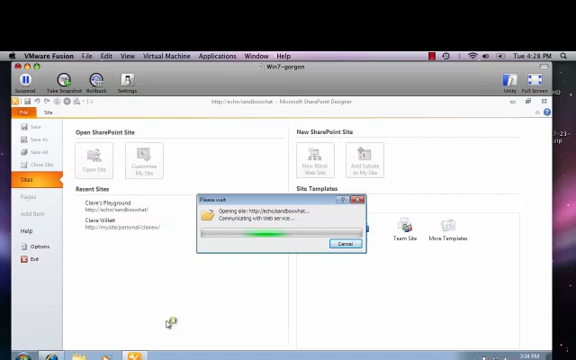 VMware Fusion File Edit View Virtual Machine Applications Window Help Tue 4:28 PM
Win7-gorgon
Suspend Take Snapshot Rollback Settings Unity Full Screen
http://echo/sandboxwhat - Microsoft SharePoint Designer
File Site
Save
Save As
Save All
Close Site
Sites
Pages
Add Item
Help
Options
Exit
Open SharePoint Site
Open Site
Customize My Site
Recent Sites
Claire's Playground
http://echo/sandboxwhat/
Claire Willett
http://mysite/personal/clairew/
New SharePoint Site
New Blank Web Site
Add Subsite to My Site
Site Templates
Team Site
More Templates
Please wait
Opening site: http://echo/sandboxwhat...
Communicating with Web service...
Cancel
zip
3:34 PM